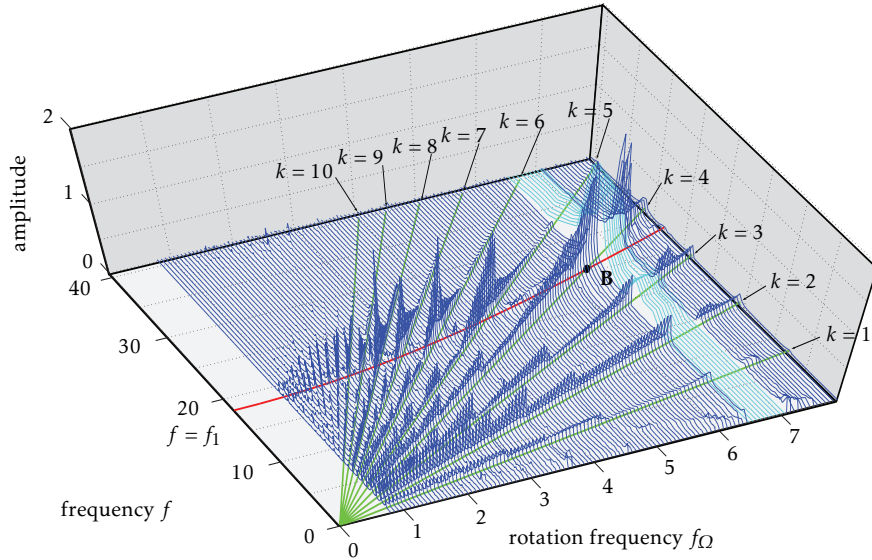 2
1
0
amplitude
40
30
20
10
0
f = f1
frequency f
k = 10
k = 9
k = 8
k = 7
k = 6
k = 5
k = 4
k = 3
k = 2
k = 1
B
0
1
2
3
4
5
6
7
rotation frequency fΩ